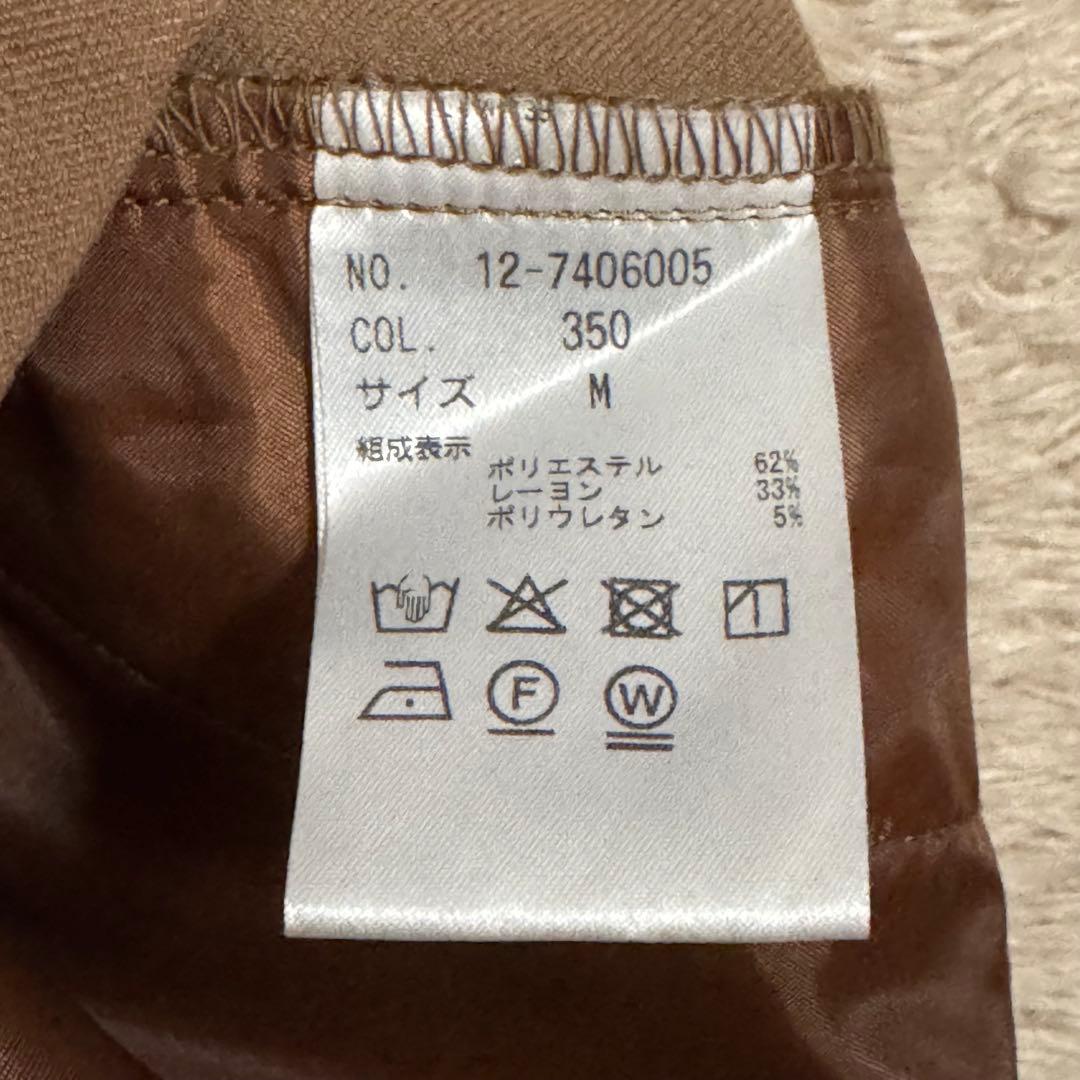 NO. 12-7406005
COL. 350
サイズ M
組成表示
ポリエステル 62%
レーヨン 33%
ポリウレタン 5%
F W